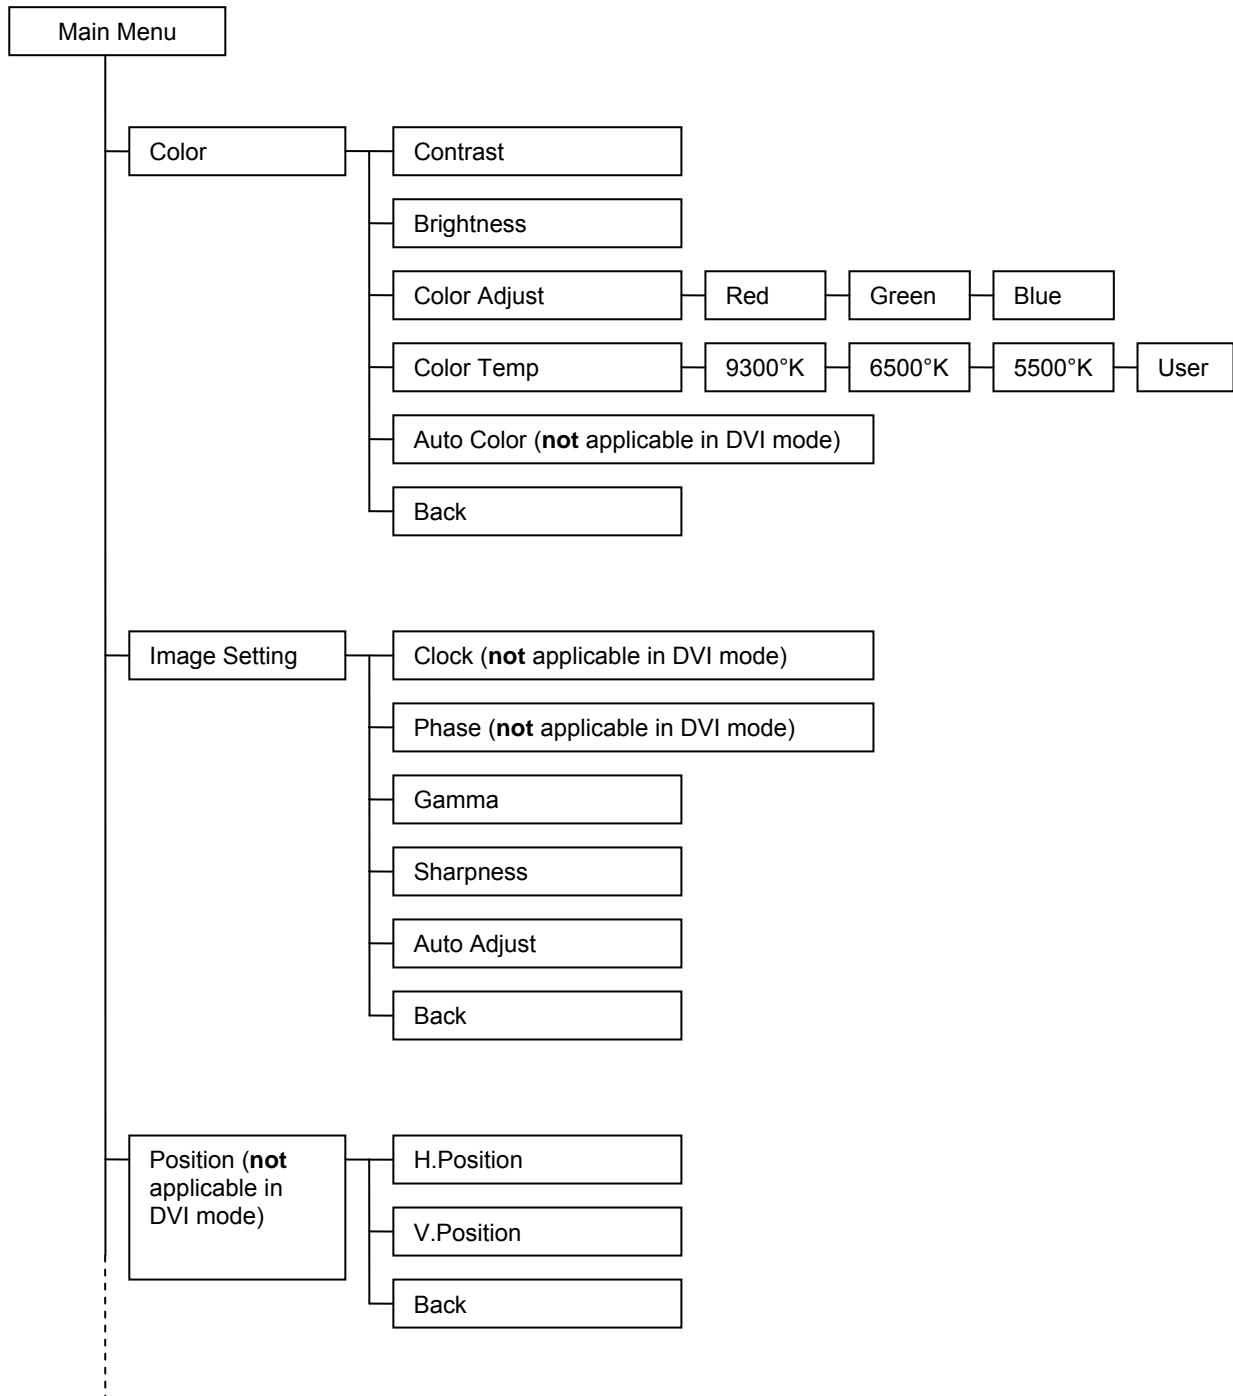 Main Menu
Color
Contrast
Brightness
Color Adjust
Red
Green
Blue
Color Temp
9300°K
6500°K
5500°K
User
Auto Color (not applicable in DVI mode)
Back
Image Setting
Clock (not applicable in DVI mode)
Phase (not applicable in DVI mode)
Gamma
Sharpness
Auto Adjust
Back
Position (not
applicable in
DVI mode)
H.Position
V.Position
Back